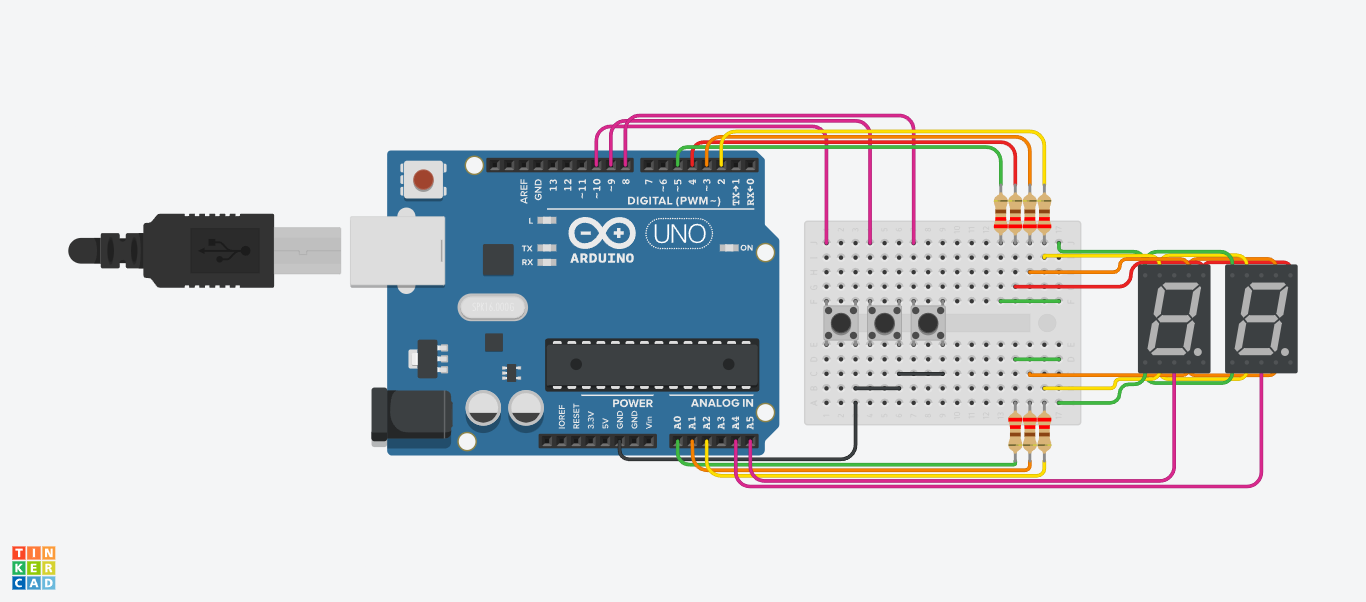 AREF
GND
13
12
~11
~10
~9
8
7
~6
~5
4
~3
2
TX→1
RX←0
DIGITAL (PWM~)
L
TX
RX
ARDUINO
UNO
ON
POWER
ANALOG IN
IOREF
RESET
3.3V
5V
GND
GND
Vin
A0
A1
A2
A3
A4
A5
TIN
KER
CAD